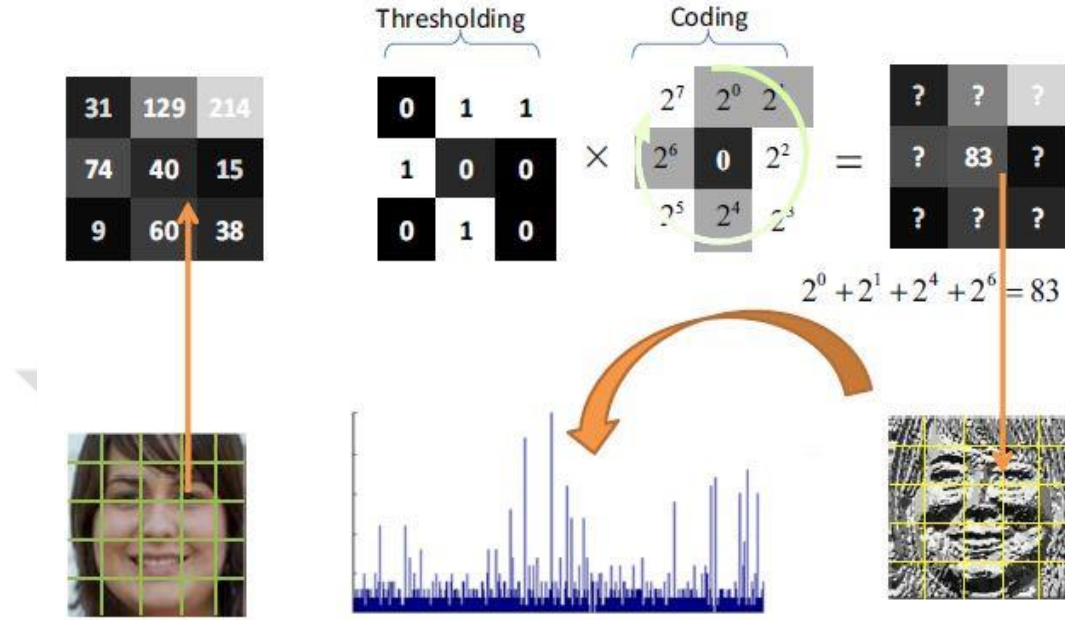 Thresholding Coding
31 129 214 0 1 1 2⁷ 2⁰ 2¹ ? ? ?
74 40 15 1 0 0 × 2⁶ 0 2² = ? 83 ?
9 60 38 0 1 0 2⁵ 2⁴ 2³ ? ? ?
2⁰ + 2¹ + 2⁴ + 2⁶ = 83